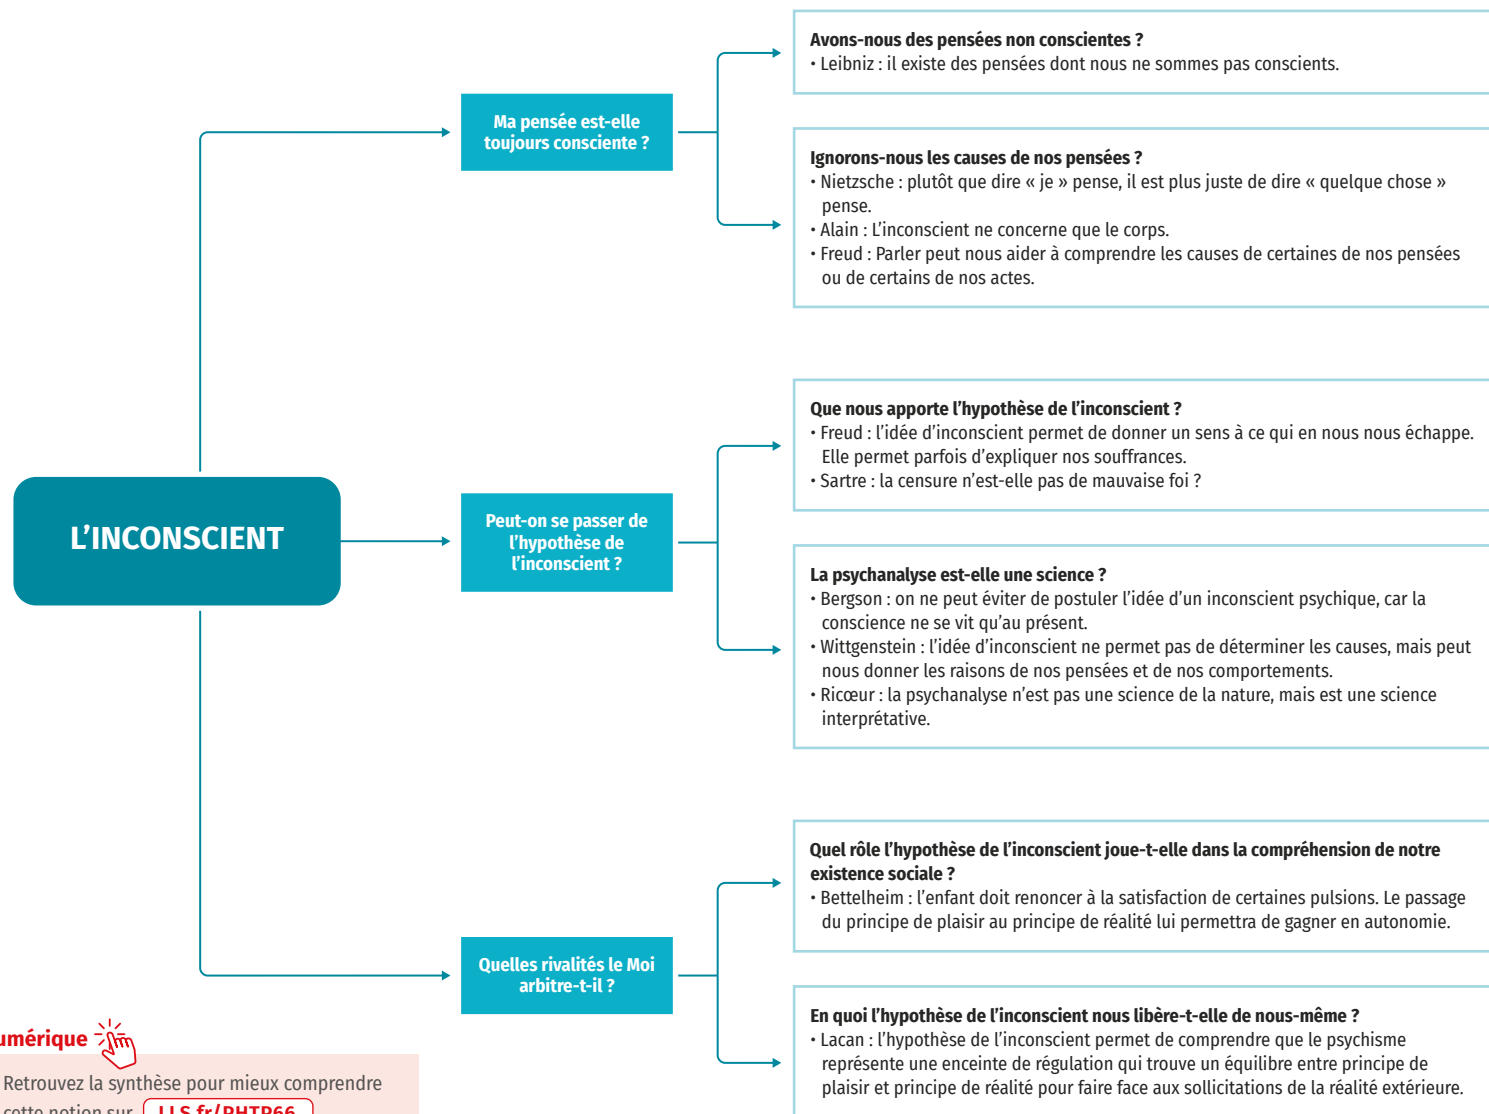 Avons-nous des pensées non conscientes ?
• Leibniz : il existe des pensées dont nous ne sommes pas conscients.
Ma pensée est-elle
toujours consciente ?
Ignorons-nous les causes de nos pensées ?
• Nietzsche : plutôt que dire « je » pense, il est plus juste de dire « quelque chose »
pense.
• Alain : L’inconscient ne concerne que le corps.
• Freud : Parler peut nous aider à comprendre les causes de certaines de nos pensées
ou de certains de nos actes.
Que nous apporte l’hypothèse de l’inconscient ?
• Freud : l’idée d’inconscient permet de donner un sens à ce qui en nous nous échappe.
Elle permet parfois d’expliquer nos souffrances.
• Sartre : la censure n’est-elle pas de mauvaise foi ?
L’INCONSCIENT
Peut-on se passer de
l’hypothèse de
l’inconscient ?
La psychanalyse est-elle une science ?
• Bergson : on ne peut éviter de postuler l’idée d’un inconscient psychique, car la
conscience ne se vit qu’au présent.
• Wittgenstein : l’idée d’inconscient ne permet pas de déterminer les causes, mais peut
nous donner les raisons de nos pensées et de nos comportements.
• Ricœur : la psychanalyse n’est pas une science de la nature, mais est une science
interprétative.
Quel rôle l’hypothèse de l’inconscient joue-t-elle dans la compréhension de notre
existence sociale ?
• Bettelheim : l’enfant doit renoncer à la satisfaction de certaines pulsions. Le passage
du principe de plaisir au principe de réalité lui permettra de gagner en autonomie.
Quelles rivalités le Moi
arbitre-t-il ?
En quoi l’hypothèse de l’inconscient nous libère-t-elle de nous-même ?
• Lacan : l’hypothèse de l’inconscient permet de comprendre que le psychisme
représente une enceinte de régulation qui trouve un équilibre entre principe de
plaisir et principe de réalité pour faire face aux sollicitations de la réalité extérieure.
umérique
Retrouvez la synthèse pour mieux comprendre
cette notion sur LLS.fr/PHTP66